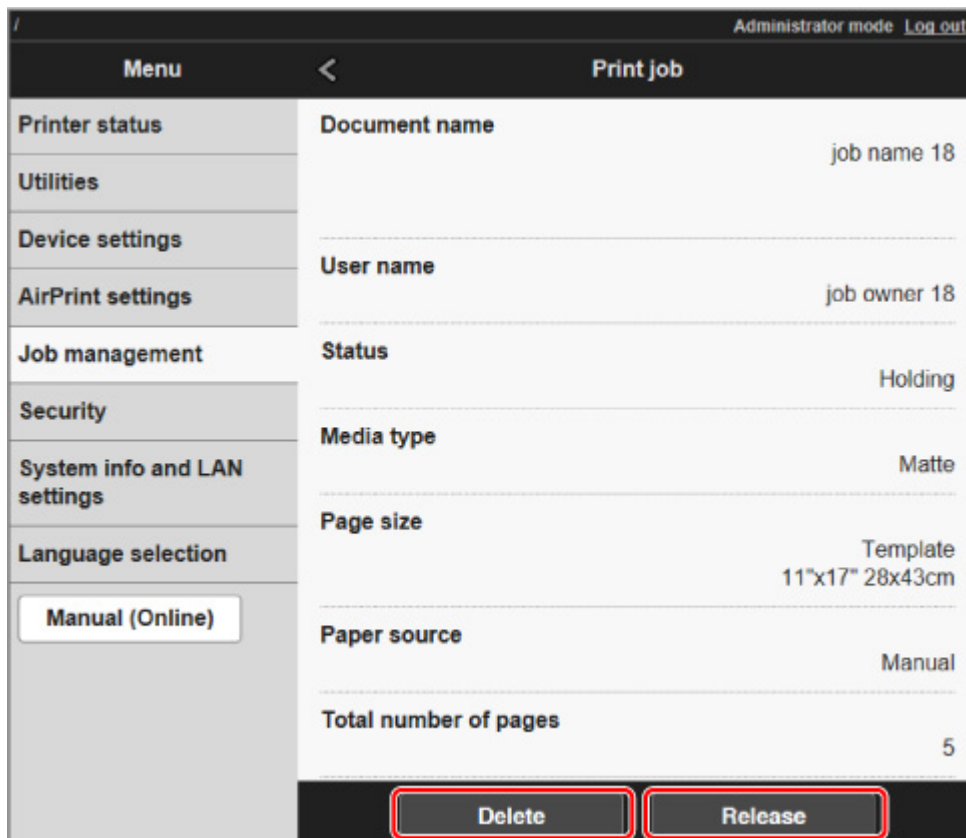 /
Administrator mode Log out
Menu
Print job
Printer status
Utilities
Device settings
AirPrint settings
Job management
Security
System info and LAN
settings
Language selection
Manual (Online)
Document name
job name 18
User name
job owner 18
Status
Holding
Media type
Matte
Page size
Template
11"x17" 28x43cm
Paper source
Manual
Total number of pages
5
Delete
Release